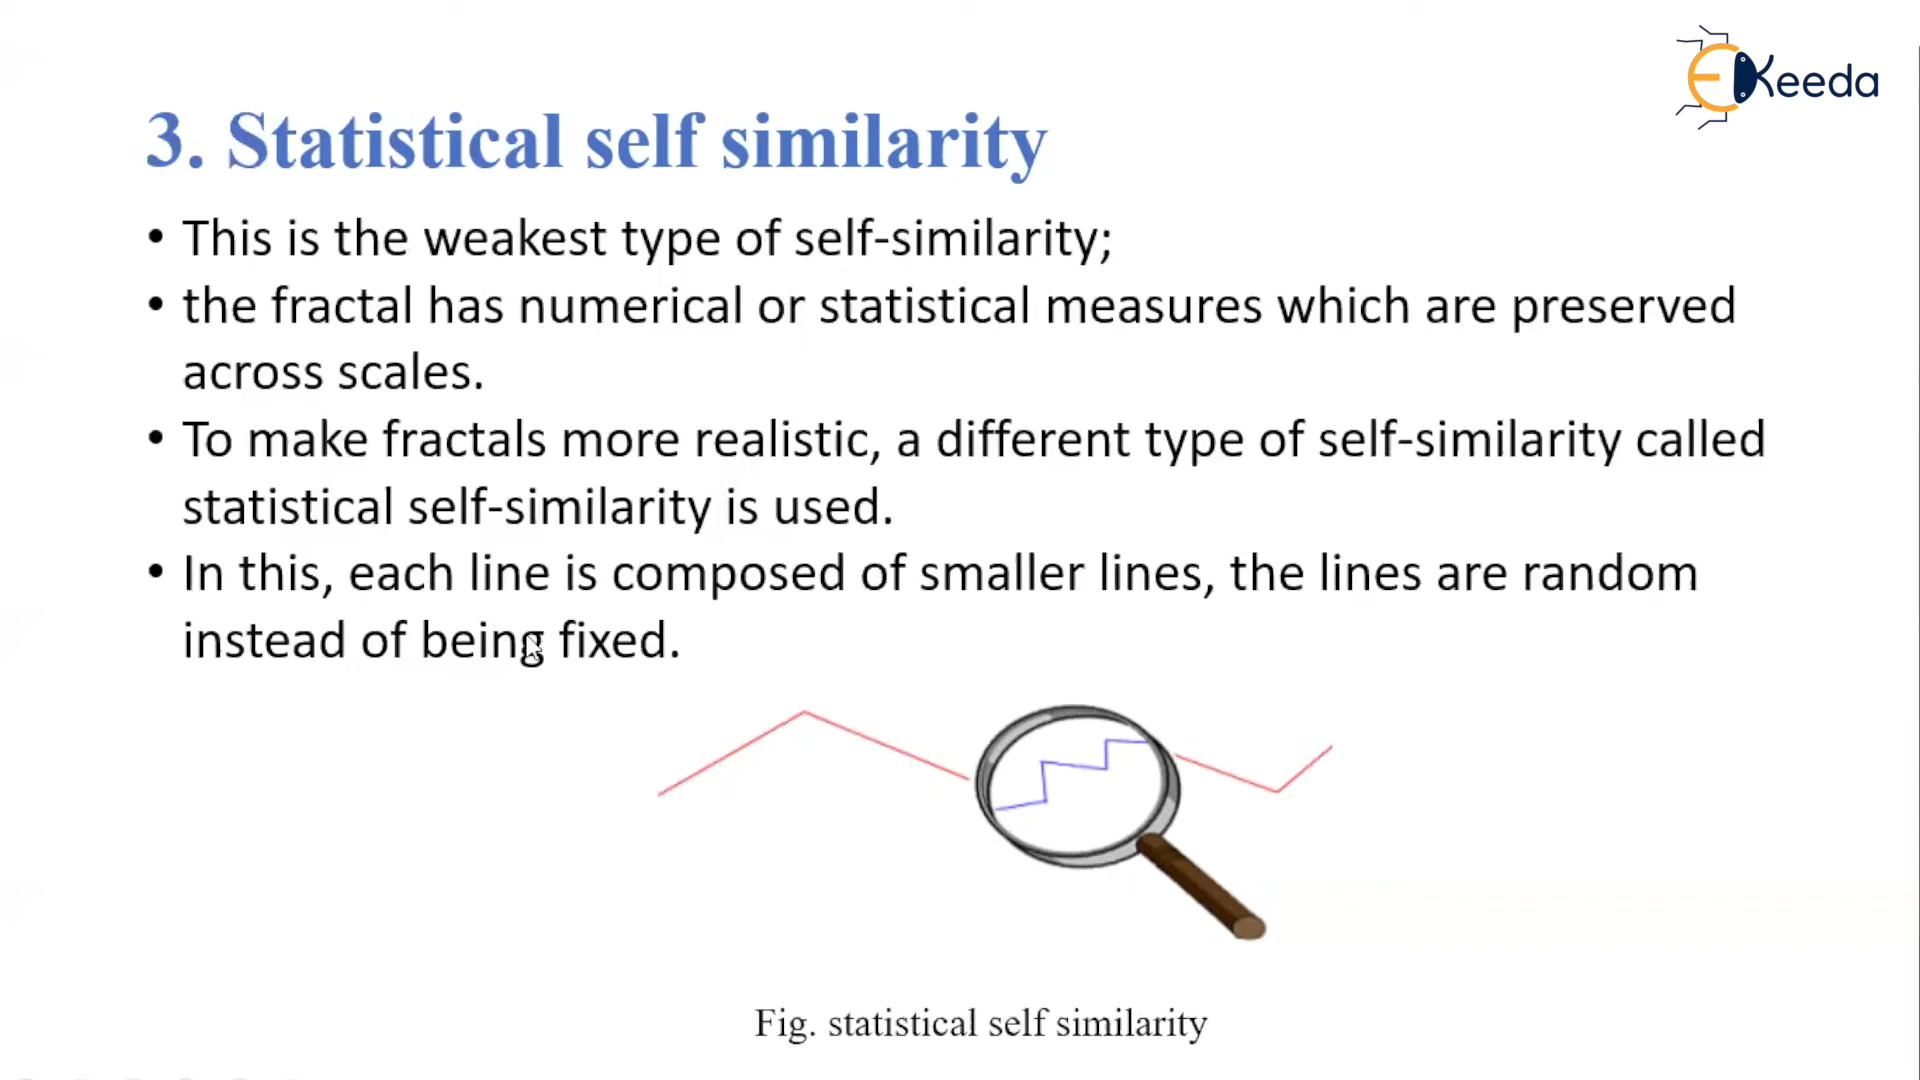 EKeeda
3. Statistical self similarity
• This is the weakest type of self-similarity;
• the fractal has numerical or statistical measures which are preserved
across scales.
• To make fractals more realistic, a different type of self-similarity called
statistical self-similarity is used.
• In this, each line is composed of smaller lines, the lines are random
instead of being fixed.
Fig. statistical self similarity